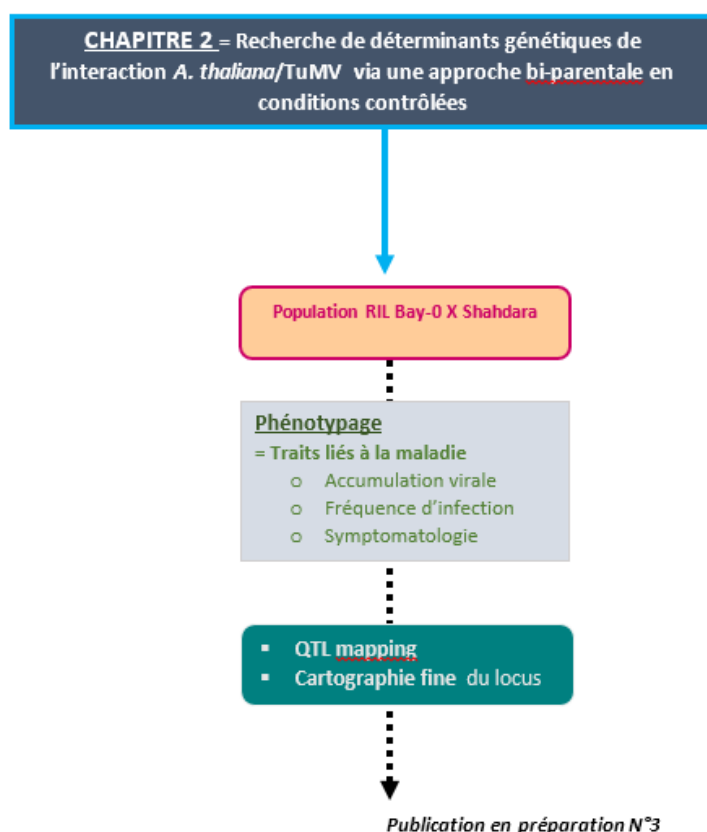 CHAPITRE 2 = Recherche de déterminants génétiques de
l'interaction A. thaliana/TuMV via une approche bi-parentale en
conditions contrôlées
Population RIL Bay-0 X Shahdara
Phénotypage
= Traits liés à la maladie
o Accumulation virale
o Fréquence d'infection
o Symptomatologie
▪ QTL mapping
▪ Cartographie fine du locus
Publication en préparation N°3